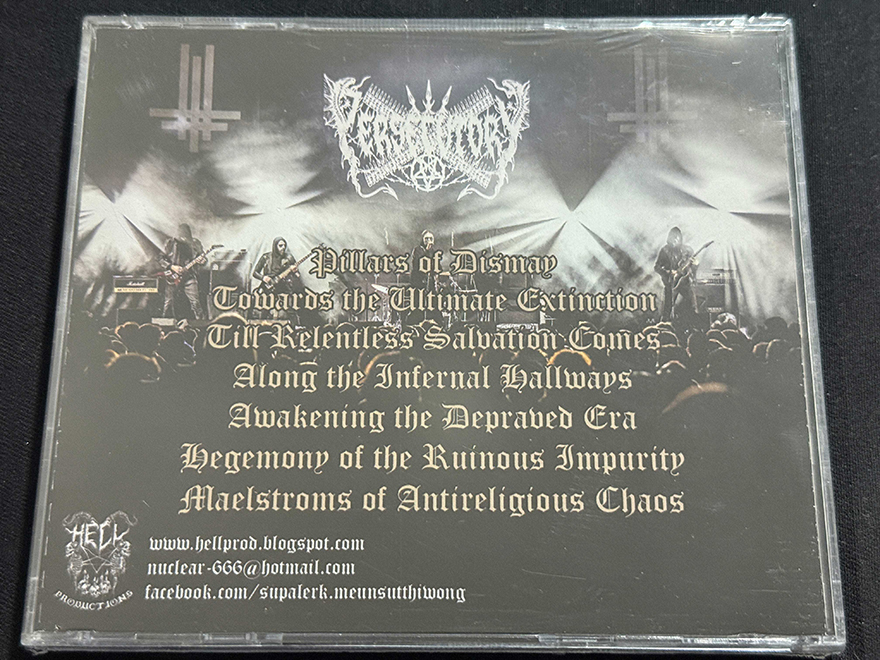 PERSECUTORY
Marshall
Pillars of Dismay
Towards the Ultimate Extinction
Till Relentless Salvation Comes
Along the Infernal Hallways
Awakening the Depraved Era
Hegemony of the Ruinous Impurity
Maelstroms of Antireligious Chaos
HELL
PRODUCTIONS
www.hellprod.blogspot.com
nuclear-666@hotmail.com
facebook.com/supalerk.meunsutthiwong